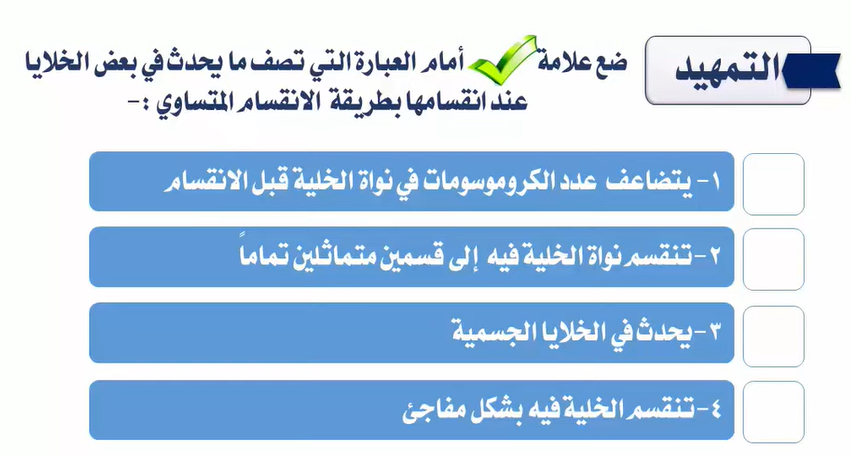 التمهيد
ضع علامة أمام العبارة التي تصف ما يحدث في بعض الخلايا
عند انقسامها بطريقة الانقسام المتساوي :-
١- يتضاعف عدد الكروموسومات في نواة الخلية قبل الانقسام
٢- تنقسم نواة الخلية فيه إلى قسمين متماثلين تماماً
٣- يحدث في الخلايا الجسمية
٤- تنقسم الخلية فيه بشكل مفاجئ